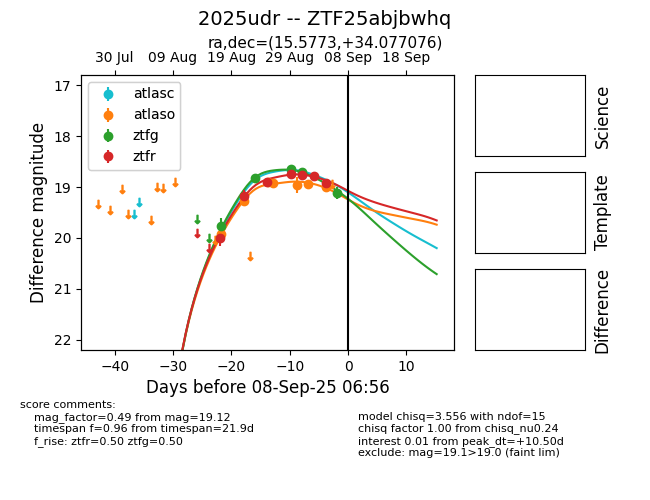 2025udr -- ZTF25abjbwhq
ra,dec=(15.5773,+34.077076)
30 Jul 09 Aug 19 Aug 29 Aug 08 Sep 18 Sep
17
18
19
20
21
22
Difference magnitude
atlasc
atlaso
ztfg
ztfr
−40 −30 −20 −10 0 10
Days before 08-Sep-25 06:56
Science
Template
Difference
score comments:
mag_factor=0.49 from mag=19.12
timespan f=0.96 from timespan=21.9d
f_rise: ztfr=0.50 ztfg=0.50
model chisq=3.556 with ndof=15
chisq factor 1.00 from chisq_nu0.24
interest 0.01 from peak_dt=+10.50d
exclude: mag=19.1>19.0 (faint lim)